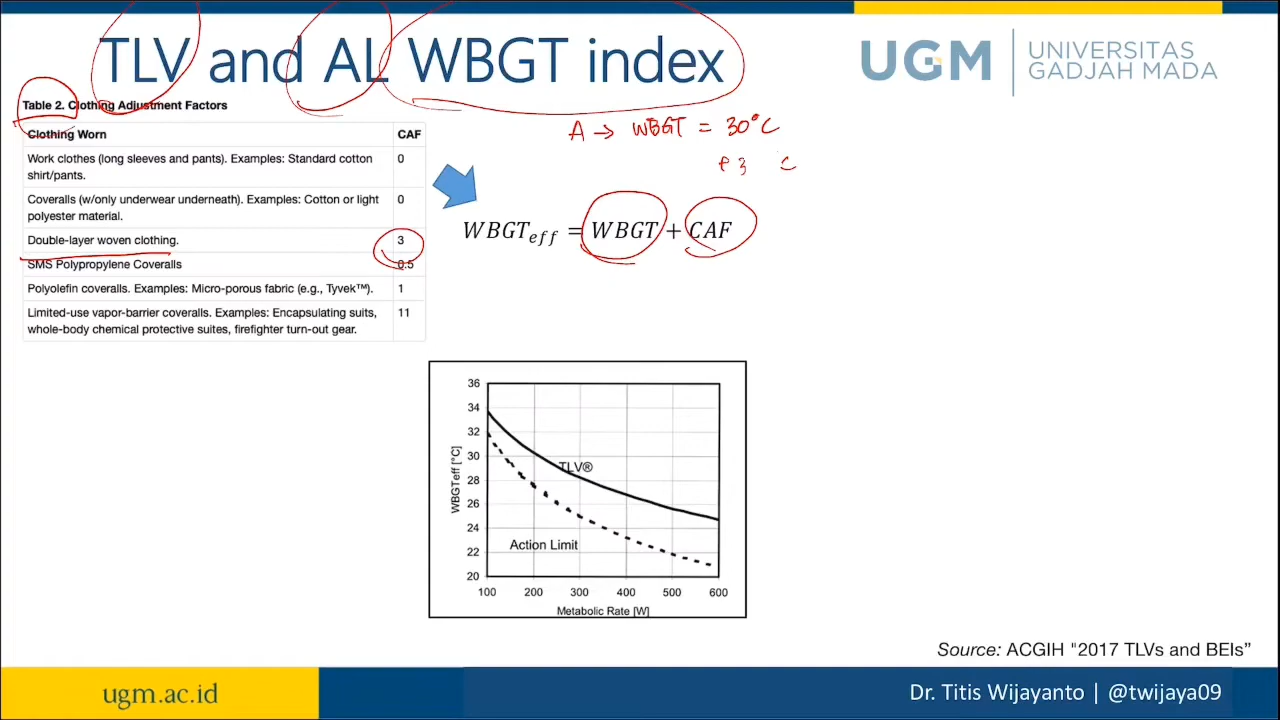 TLV and AL WBGT index
UGM
UNIVERSITAS
GADJAH MADA
Table 2. Clothing Adjustment Factors
Clothing Worn CAF
Work clothes (long sleeves and pants). Examples: Standard cotton 0
shirt/pants.
Coveralls (w/only underwear underneath). Examples: Cotton or light 0
polyester material.
Double-layer woven clothing. 3
SMS Polypropylene Coveralls 0.5
Polyolefin coveralls. Examples: Micro-porous fabric (e.g., Tyvek™). 1
Limited-use vapor-barrier coveralls. Examples: Encapsulating suits, 11
whole-body chemical protective suites, firefighter turn-out gear.
A → WBGT = 30°C
3
WBGTeff = WBGT + CAF
WBGTeff [°C]
36
34
32
30
28
26
24
22
20
TLV®
Action Limit
100 200 300 400 500 600
Metabolic Rate [W]
Source: ACGIH "2017 TLVs and BEIs”
ugm.ac.id
Dr. Titis Wijayanto | @twijaya09